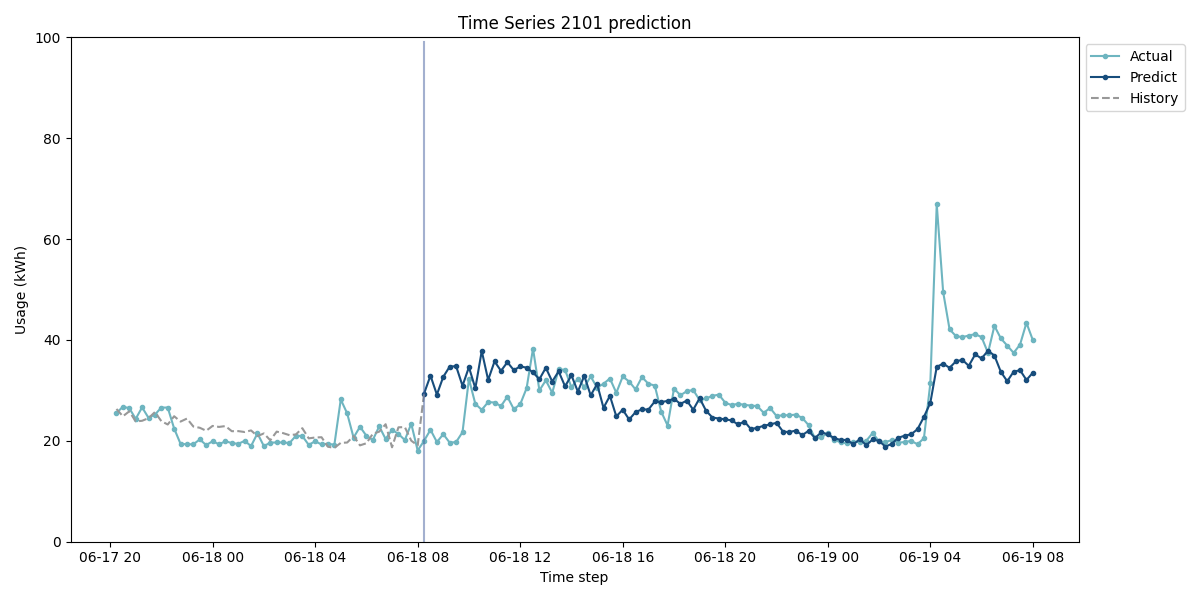 Time Series 2101 prediction
100
80
60
40
20
0
Usage (kWh)
06-17 20
06-18 00
06-18 04
06-18 08
06-18 12
06-18 16
06-18 20
06-19 00
06-19 04
06-19 08
Time step
Actual
Predict
History